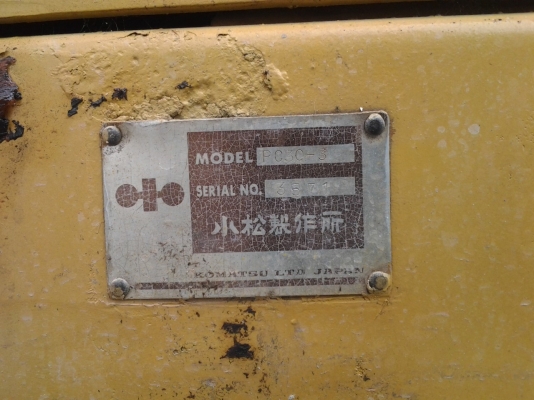 MODEL
SERIAL NO.
小松製作所
KOMATSU LTD JAPAN